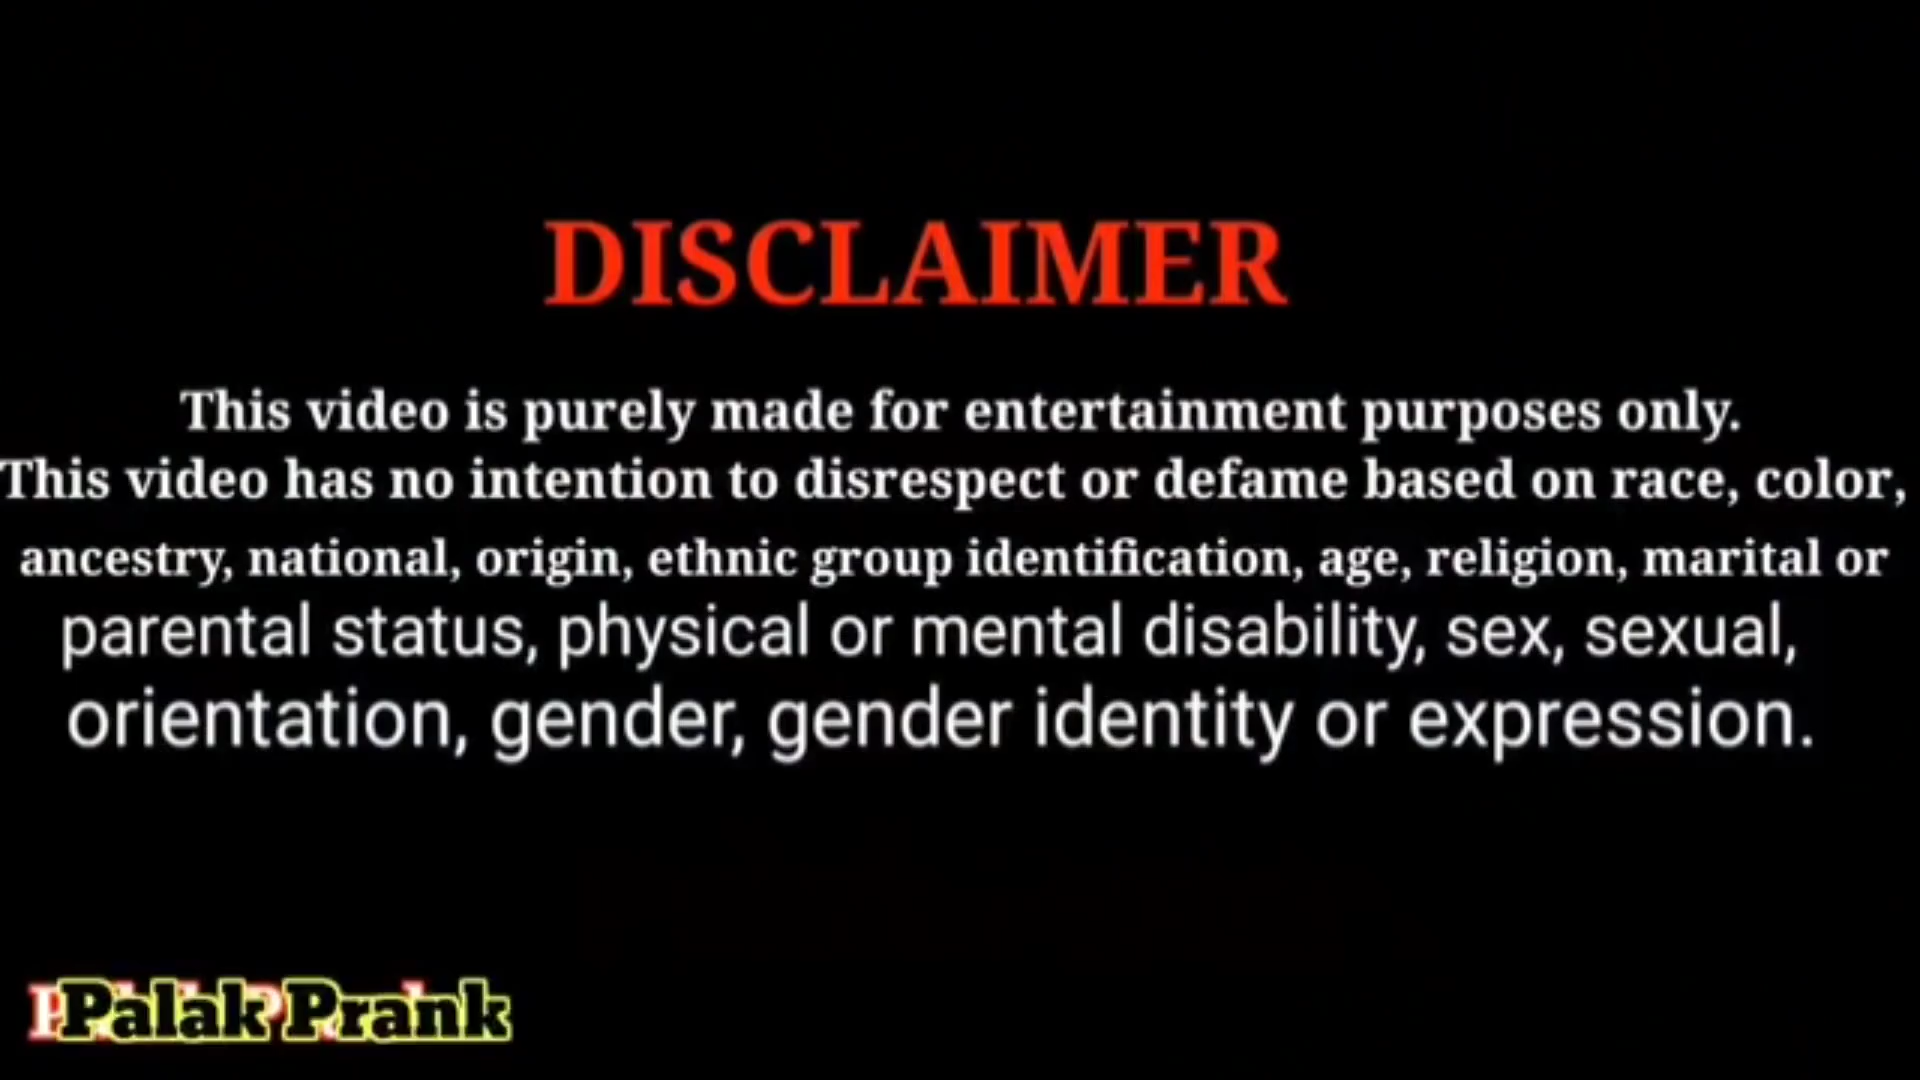 DISCLAIMER
This video is purely made for entertainment purposes only.
This video has no intention to disrespect or defame based on race, color,
ancestry, national, origin, ethnic group identification, age, religion, marital or
parental status, physical or mental disability, sex, sexual,
orientation, gender, gender identity or expression.
Palak Prank